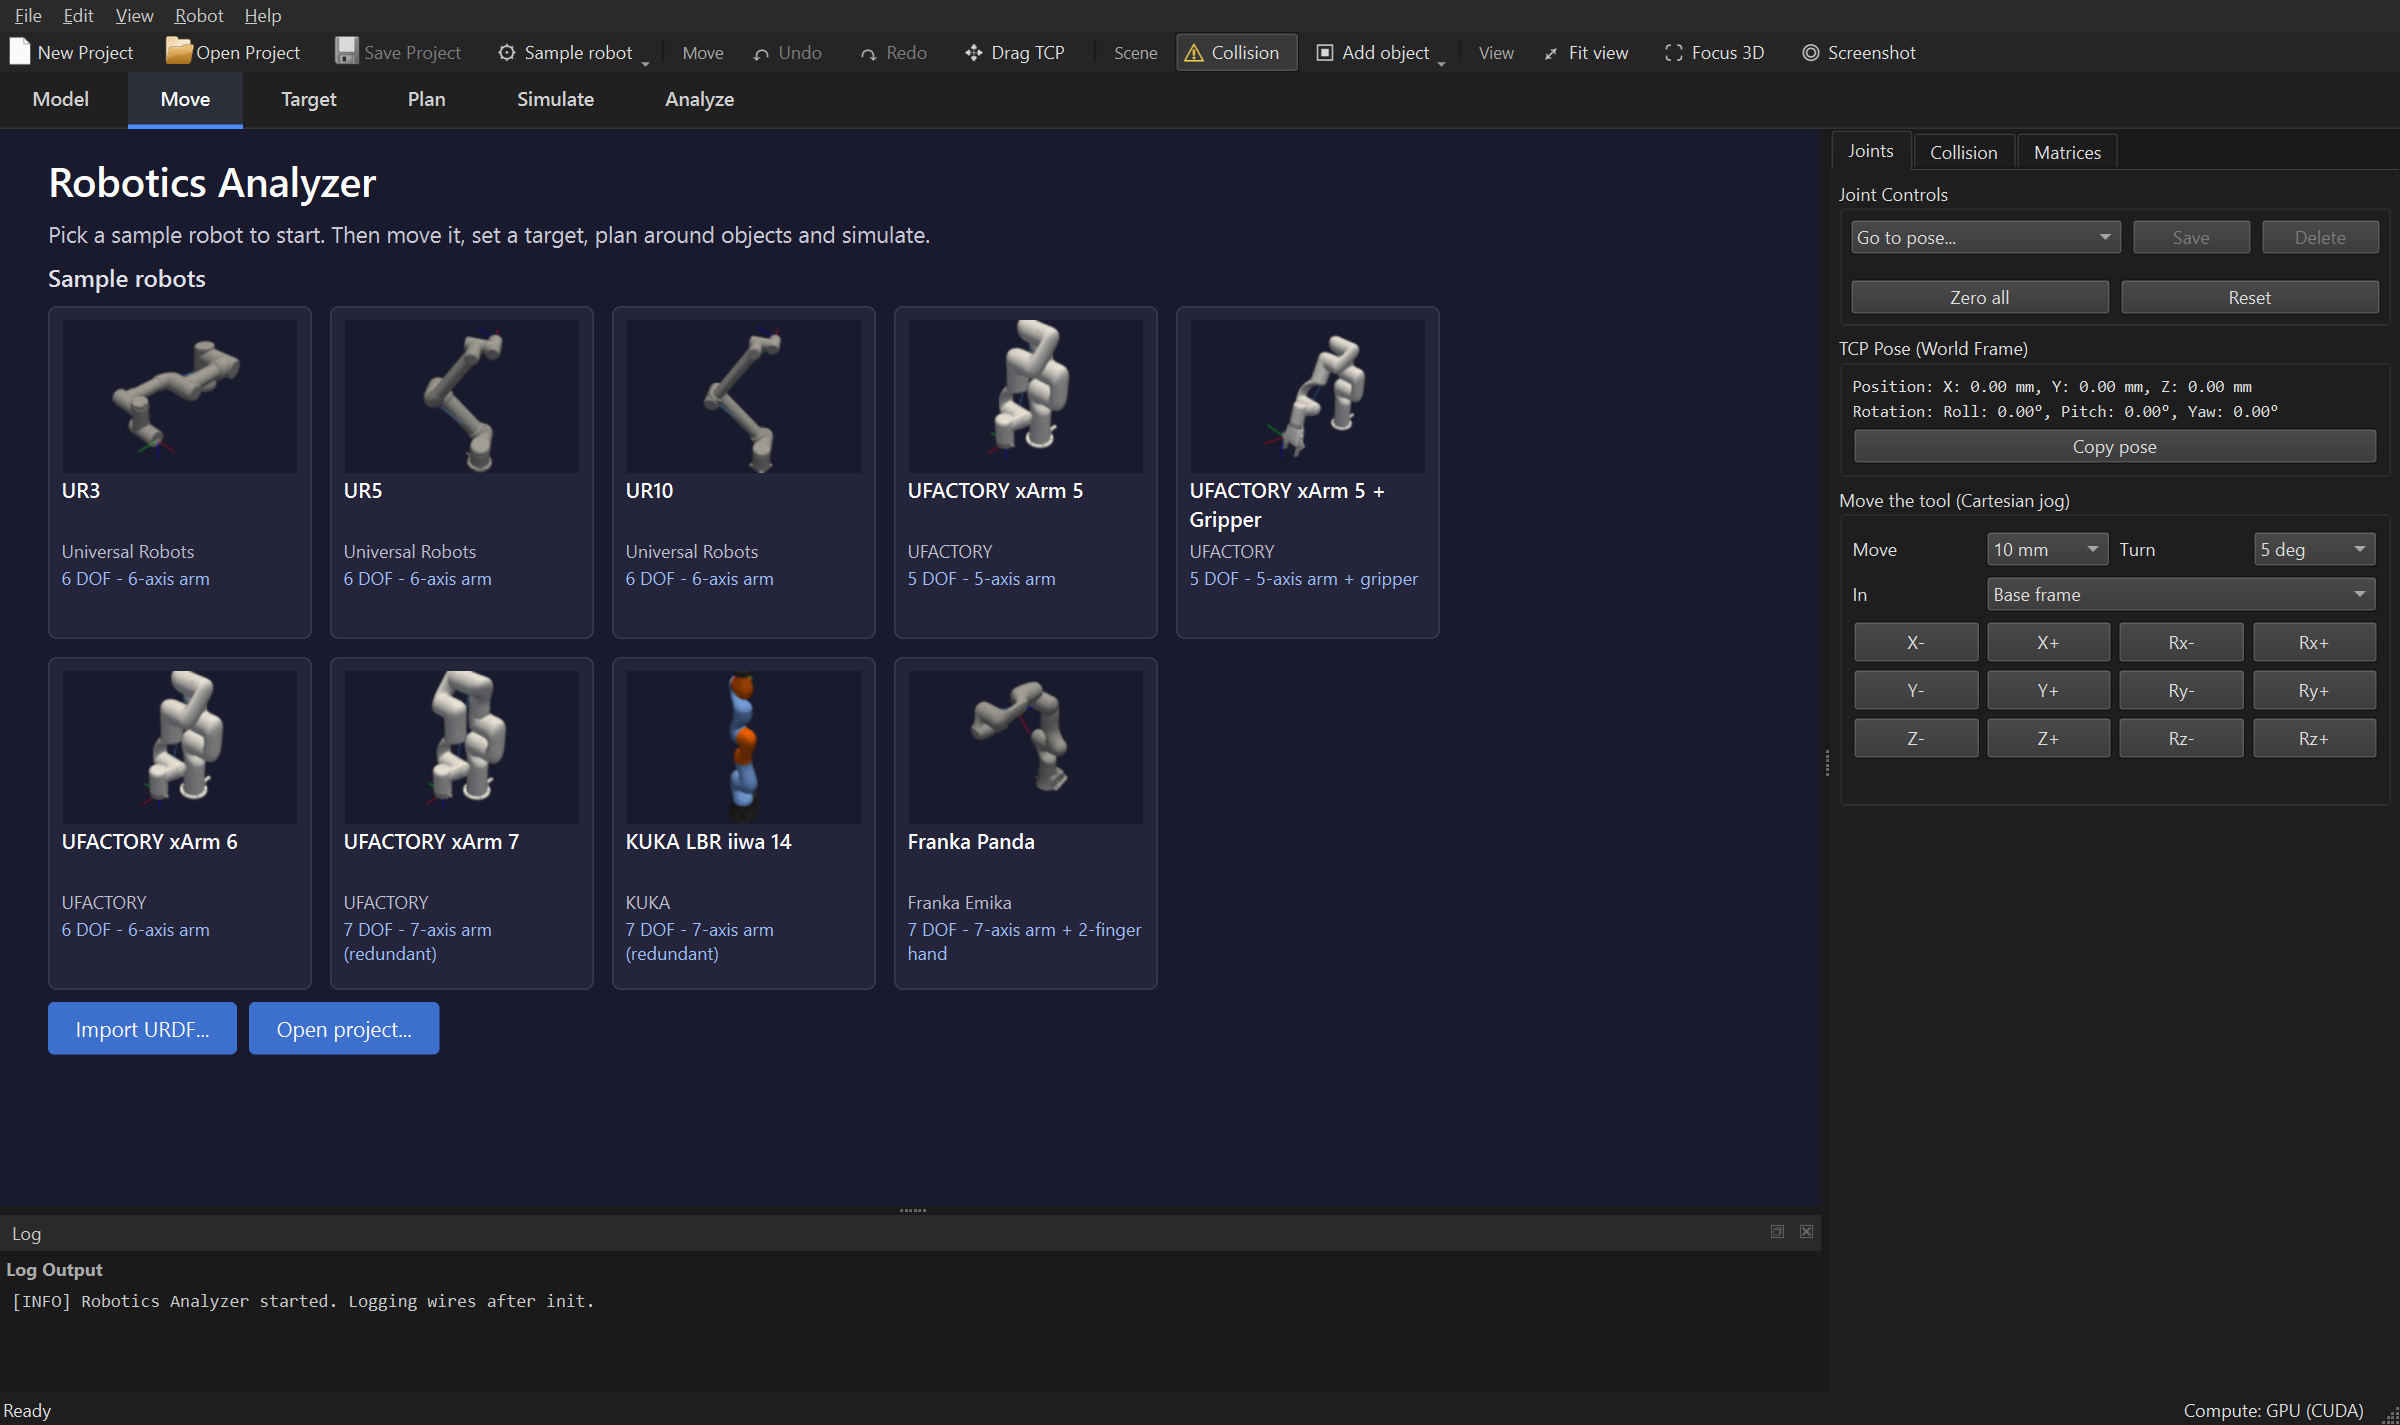 File Edit View Robot Help
New Project Open Project Save Project Sample robot Move Undo Redo Drag TCP Scene Collision Add object View Fit view Focus 3D Screenshot
Model Move Target Plan Simulate Analyze
Robotics Analyzer
Pick a sample robot to start. Then move it, set a target, plan around objects and simulate.
Sample robots
UR3
Universal Robots
6 DOF - 6-axis arm
UR5
Universal Robots
6 DOF - 6-axis arm
UR10
Universal Robots
6 DOF - 6-axis arm
UFACTORY xArm 5
UFACTORY
5 DOF - 5-axis arm
UFACTORY xArm 5 +
Gripper
UFACTORY
5 DOF - 5-axis arm + gripper
UFACTORY xArm 6
UFACTORY
6 DOF - 6-axis arm
UFACTORY xArm 7
UFACTORY
7 DOF - 7-axis arm
(redundant)
KUKA LBR iiwa 14
KUKA
7 DOF - 7-axis arm
(redundant)
Franka Panda
Franka Emika
7 DOF - 7-axis arm + 2-finger
hand
Import URDF... Open project...
Log
Log Output
[INFO] Robotics Analyzer started. Logging wires after init.
Joints Collision Matrices
Joint Controls
Go to pose... Save Delete
Zero all Reset
TCP Pose (World Frame)
Position: X: 0.00 mm, Y: 0.00 mm, Z: 0.00 mm
Rotation: Roll: 0.00°, Pitch: 0.00°, Yaw: 0.00°
Copy pose
Move the tool (Cartesian jog)
Move 10 mm Turn 5 deg
In Base frame
X- X+ Rx- Rx+
Y- Y+ Ry- Ry+
Z- Z+ Rz- Rz+
Ready Compute: GPU (CUDA)